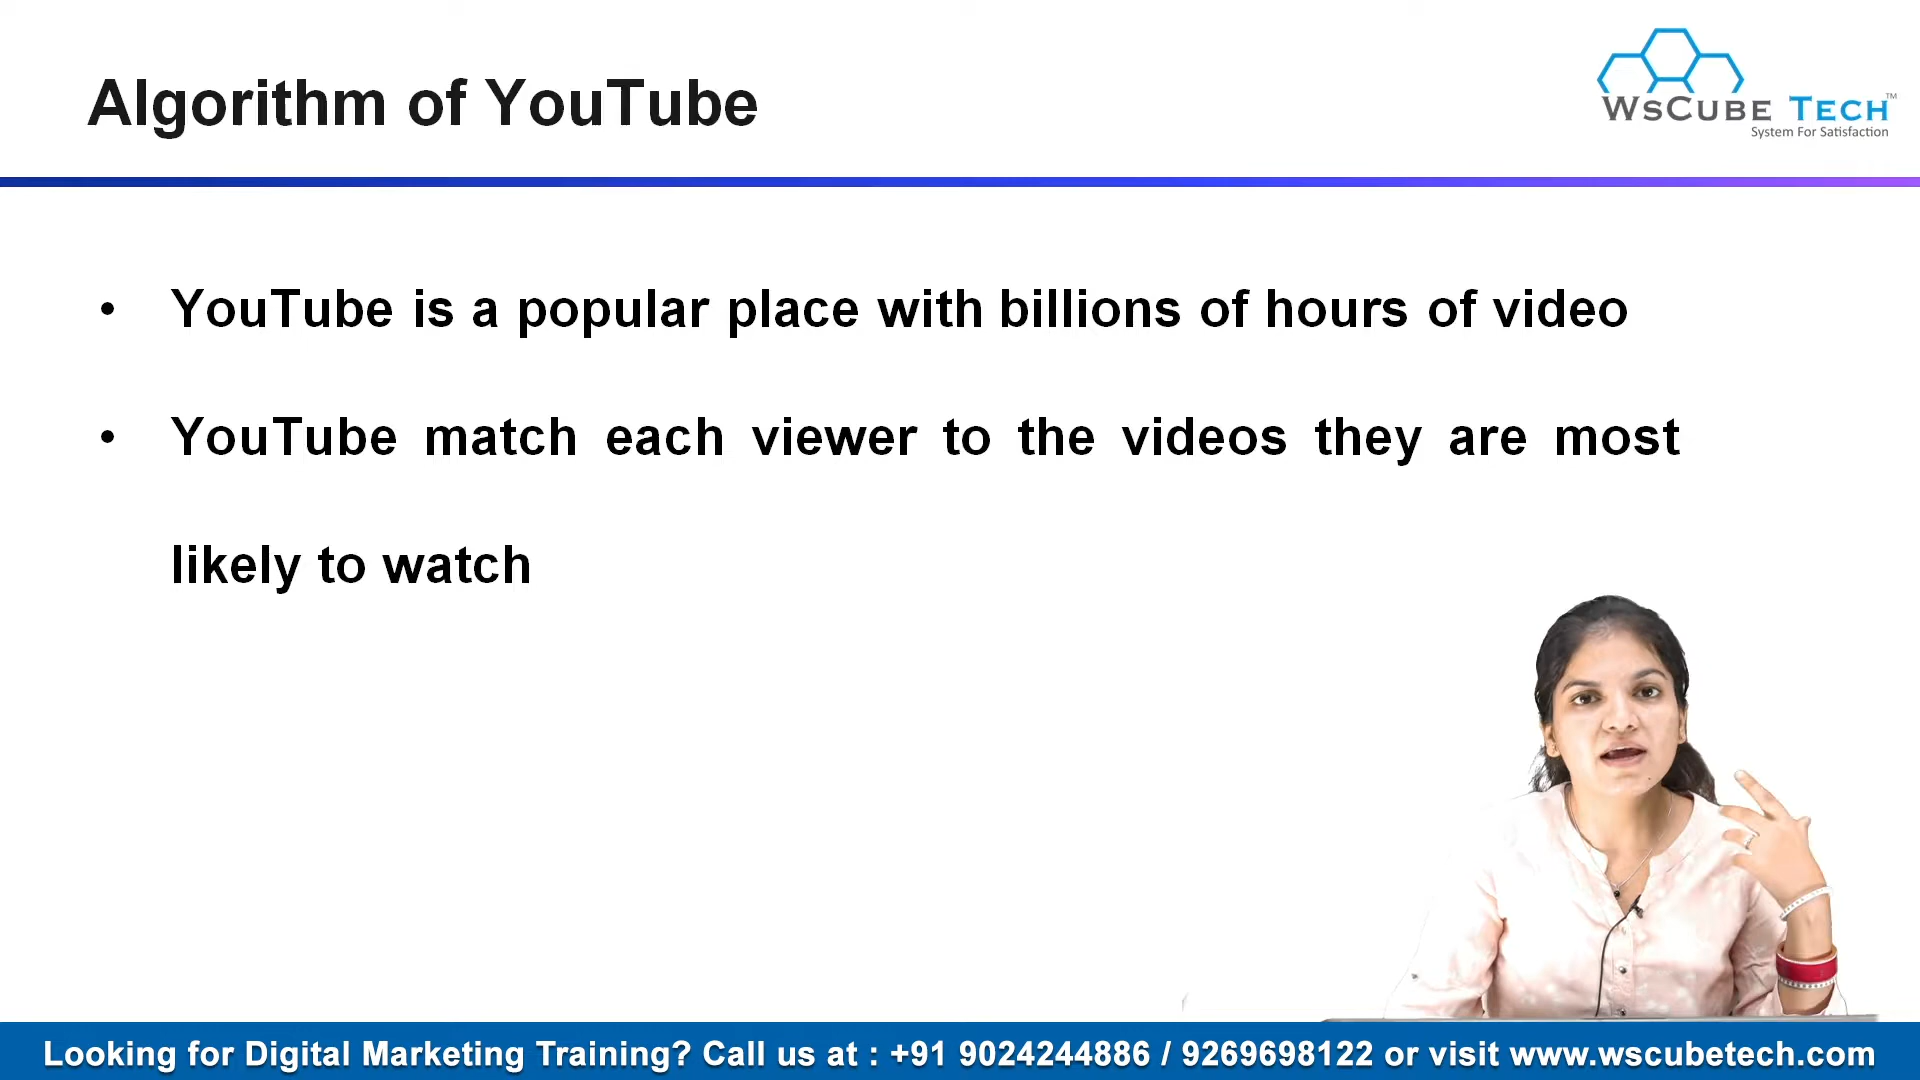 Algorithm of YouTube
WsCube Tech™
System For Satisfaction
• YouTube is a popular place with billions of hours of video
• YouTube match each viewer to the videos they are most
likely to watch
Looking for Digital Marketing Training? Call us at : +91 9024244886 / 9269698122 or visit www.wscubetech.com